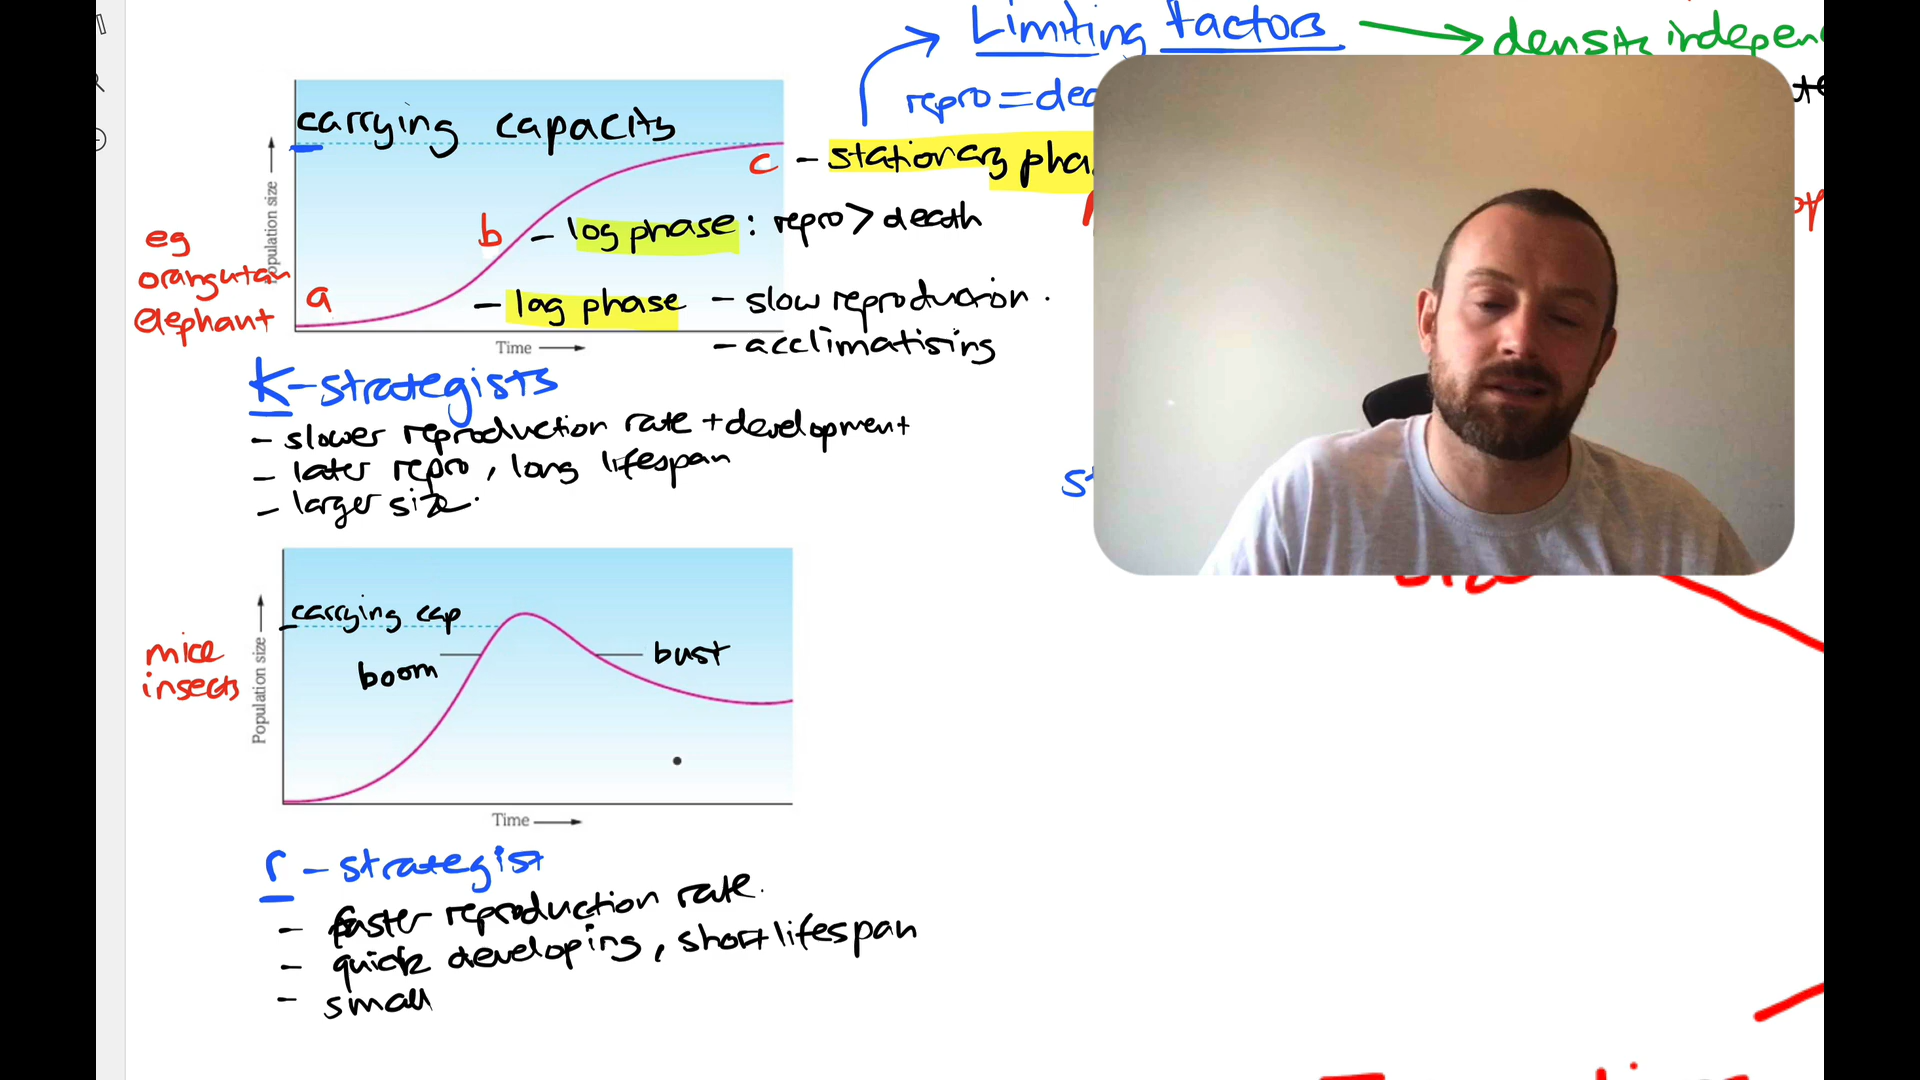 Limiting factors
density indepen
repro = dea
carrying capacity
Population size
c - stationary pha
b - log phase : repro > death
eg
orangutan
elephant
a - lag phase - slow reproduction.
- acclimatising
Time
K-strategists
- slower reproduction rate + development
- later repro, long lifespan
- larger size.
carrying cap
Population size
boom
bust
mice
insects
Time
r - strategist
- faster reproduction rate.
- quick developing, short lifespan
- small